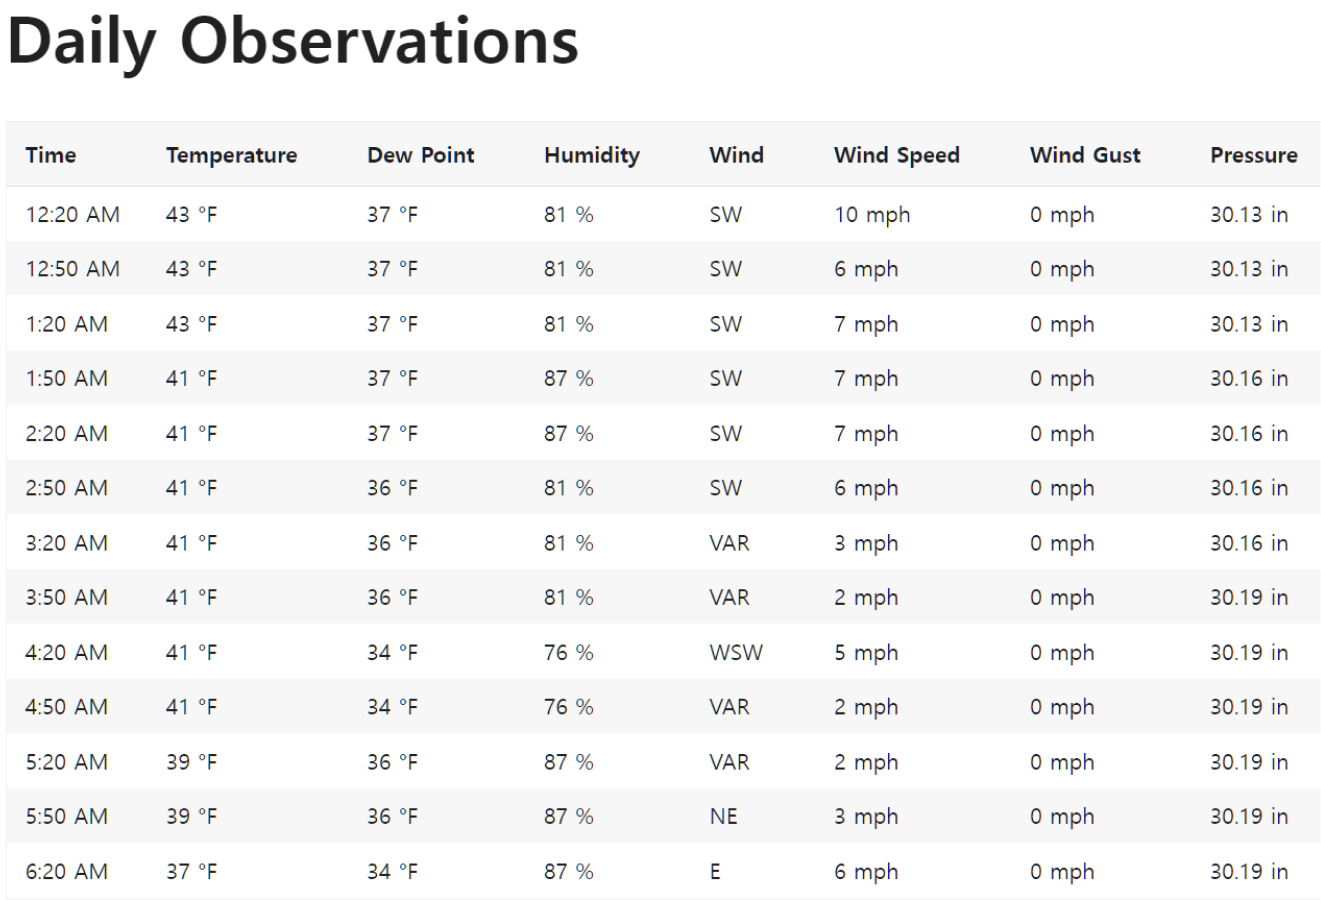 Daily Observations
Time Temperature Dew Point Humidity Wind Wind Speed Wind Gust Pressure
12:20 AM 43 °F 37 °F 81 % SW 10 mph 0 mph 30.13 in
12:50 AM 43 °F 37 °F 81 % SW 6 mph 0 mph 30.13 in
1:20 AM 43 °F 37 °F 81 % SW 7 mph 0 mph 30.13 in
1:50 AM 41 °F 37 °F 87 % SW 7 mph 0 mph 30.16 in
2:20 AM 41 °F 37 °F 87 % SW 7 mph 0 mph 30.16 in
2:50 AM 41 °F 36 °F 81 % SW 6 mph 0 mph 30.16 in
3:20 AM 41 °F 36 °F 81 % VAR 3 mph 0 mph 30.16 in
3:50 AM 41 °F 36 °F 81 % VAR 2 mph 0 mph 30.19 in
4:20 AM 41 °F 34 °F 76 % WSW 5 mph 0 mph 30.19 in
4:50 AM 41 °F 34 °F 76 % VAR 2 mph 0 mph 30.19 in
5:20 AM 39 °F 36 °F 87 % VAR 2 mph 0 mph 30.19 in
5:50 AM 39 °F 36 °F 87 % NE 3 mph 0 mph 30.19 in
6:20 AM 37 °F 34 °F 87 % E 6 mph 0 mph 30.19 in